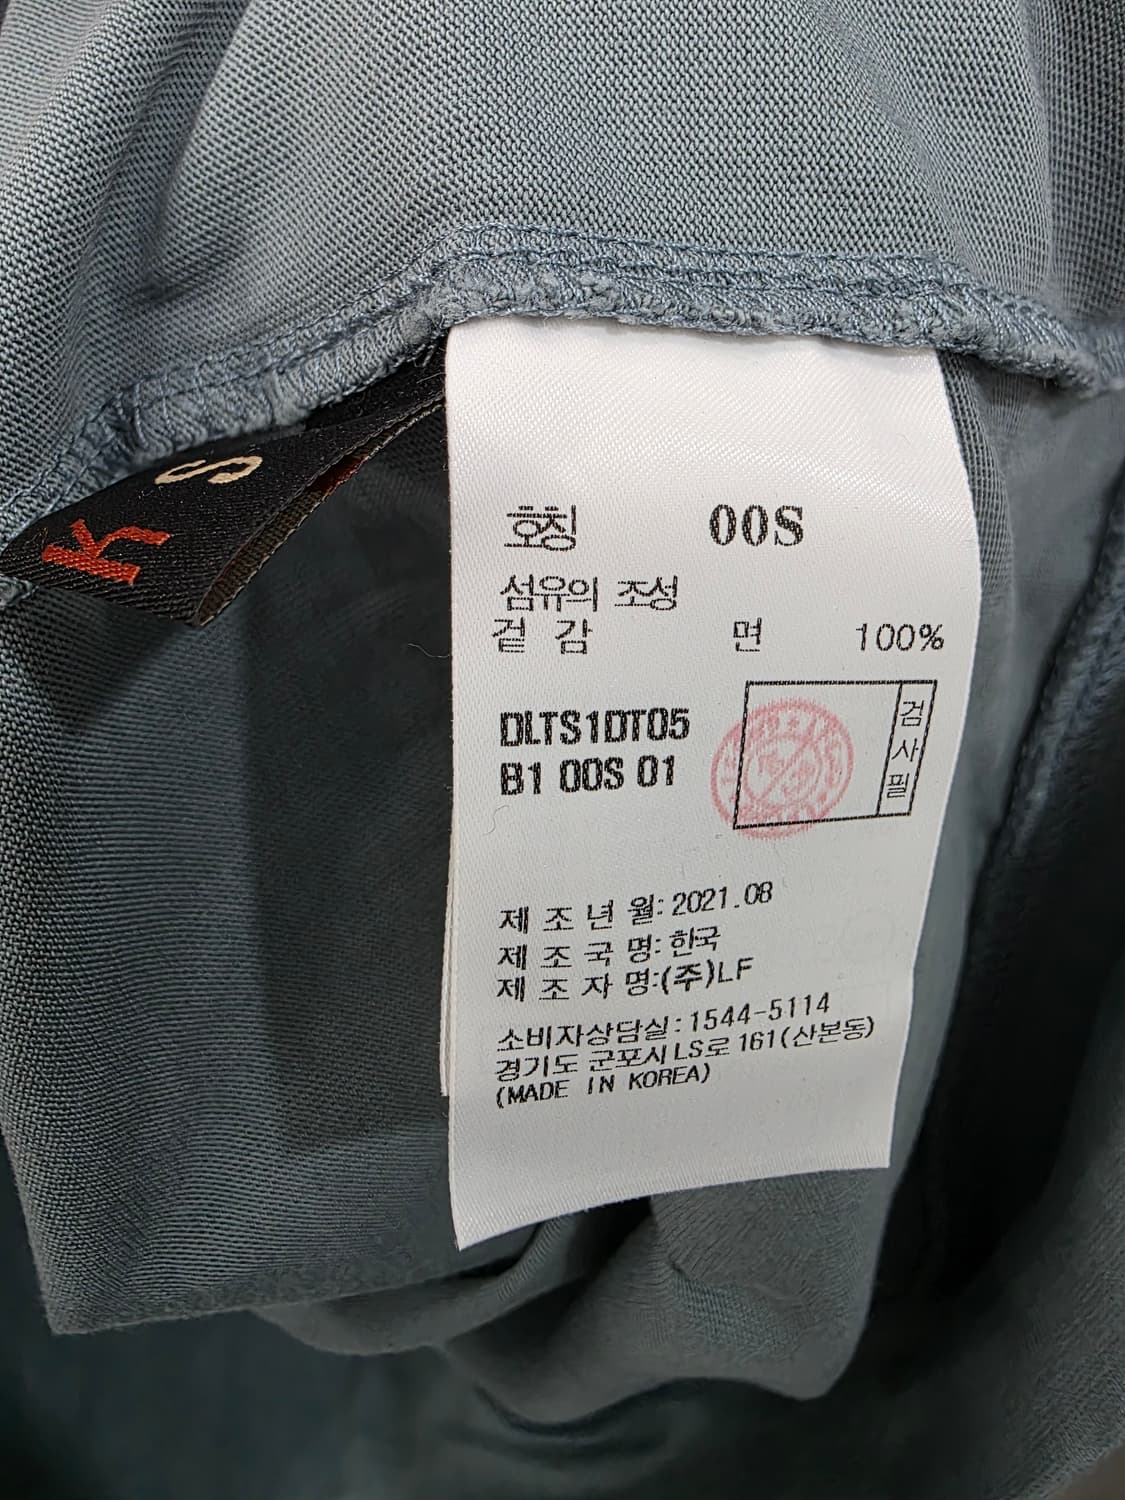 K S
호칭 00S
섬유의 조성
겉 감 면 100%
DLTS1DT05
B1 00S 01
검사필
제 조 년 월: 2021.08
제 조 국 명: 한국
제 조 자 명:(주)LF
소비자상담실:1544-5114
경기도 군포시 LS로 161(산본동)
(MADE IN KOREA)